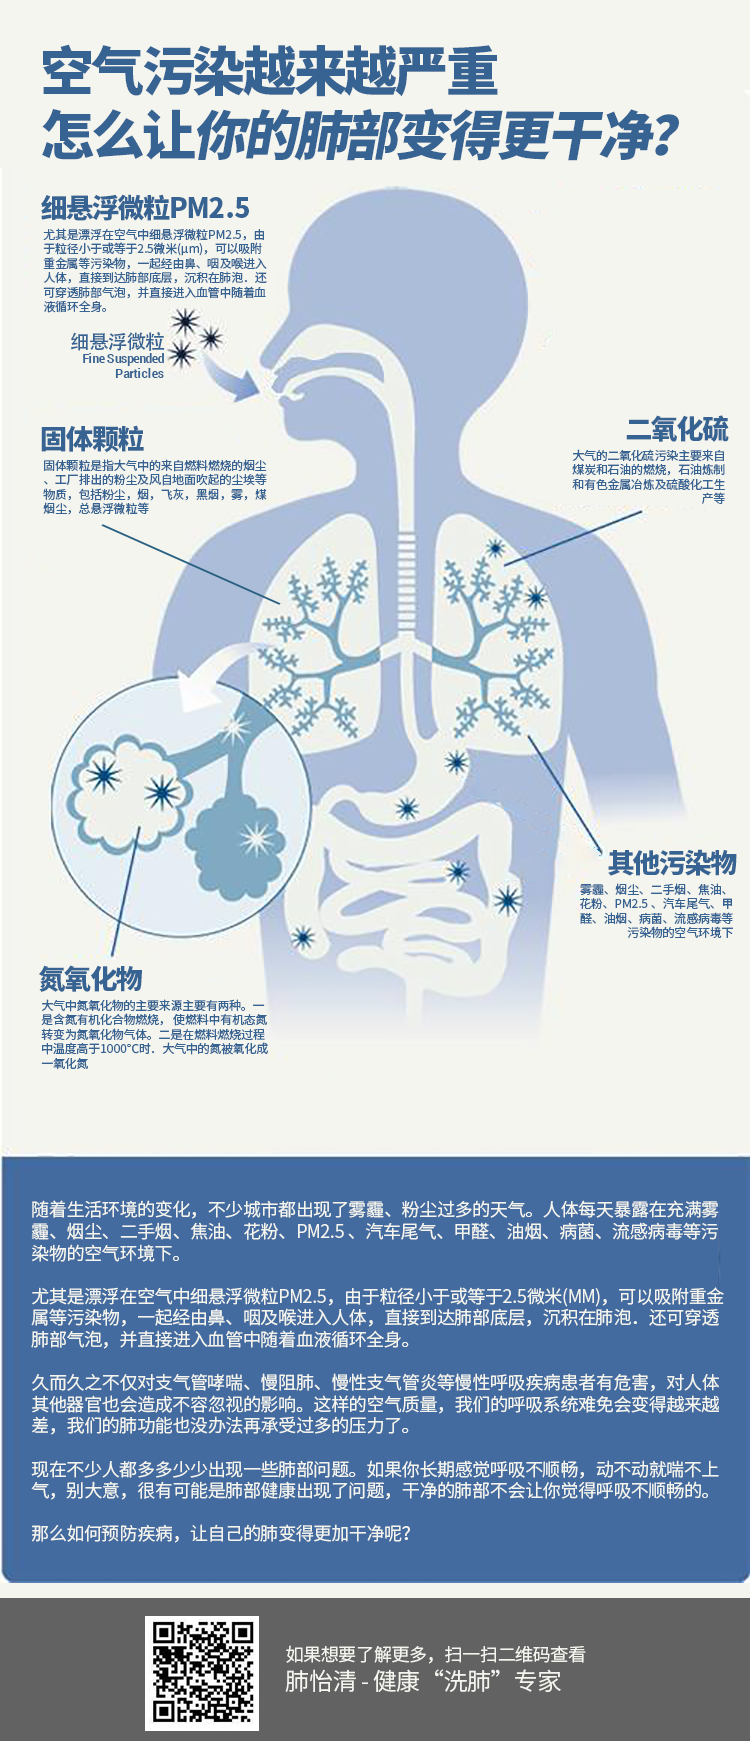 空气污染越来越严重
怎么让你的肺部变得更干净？
细悬浮微粒PM2.5
尤其是漂浮在空气中细悬浮微粒PM2.5，由
于粒径小于或等于2.5微米(μm)，可以吸附
重金属等污染物，一起经由鼻、咽及喉进入
人体，直接到达肺部底层，沉积在肺泡．还
可穿透肺部气泡，并直接进入血管中随着血
液循环全身。
细悬浮微粒
Fine Suspended
Particles
固体颗粒
固体颗粒是指大气中的来自燃料燃烧的烟尘
、工厂排出的粉尘及风自地面吹起的尘埃等
物质，包括粉尘，烟，飞灰，黑烟，雾，煤
烟尘，总悬浮微粒等
二氧化硫
大气的二氧化硫污染主要来自
煤炭和石油的燃烧，石油炼制
和有色金属冶炼及硫酸化工生
产等
其他污染物
雾霾、烟尘、二手烟、焦油、
花粉、PM2.5 、汽车尾气、甲
醛、油烟、病菌、流感病毒等
污染物的空气环境下
氮氧化物
大气中氮氧化物的主要来源主要有两种。一
是含氮有机化合物燃烧， 使燃料中有机态氮
转变为氮氧化物气体。二是在燃料燃烧过程
中温度高于1000°C时．大气中的氮被氧化成
一氧化氮
随着生活环境的变化，不少城市都出现了雾霾、粉尘过多的天气。人体每天暴露在充满雾
霾、烟尘、二手烟、焦油、花粉、PM2.5 、汽车尾气、甲醛、油烟、病菌、流感病毒等污
染物的空气环境下。
尤其是漂浮在空气中细悬浮微粒PM2.5，由于粒径小于或等于2.5微米(MM)，可以吸附重金
属等污染物，一起经由鼻、咽及喉进入人体，直接到达肺部底层，沉积在肺泡．还可穿透
肺部气泡，并直接进入血管中随着血液循环全身。
久而久之不仅对支气管哮喘、慢阻肺、慢性支气管炎等慢性呼吸疾病患者有危害，对人体
其他器官也会造成不容忽视的影响。这样的空气质量，我们的呼吸系统难免会变得越来越
差，我们的肺功能也没办法再承受过多的压力了。
现在不少人都多多少少出现一些肺部问题。如果你长期感觉呼吸不顺畅，动不动就喘不上
气，别大意，很有可能是肺部健康出现了问题，干净的肺部不会让你觉得呼吸不顺畅的。
那么如何预防疾病，让自己的肺变得更加干净呢？
如果想要了解更多，扫一扫二维码查看
肺怡清 - 健康“洗肺”专家